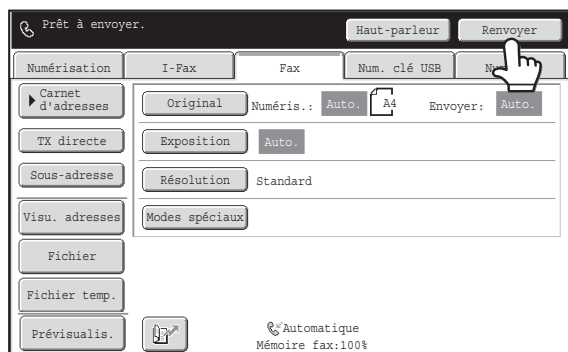 Prêt à envoyer.
Haut-parleur
Renvoyer
Numérisation
I-Fax
Fax
Num. clé USB
Carnet
d'adresses
Original
Numéris.:
Auto.
A4
Envoyer:
Auto.
TX directe
Exposition
Auto.
Sous-adresse
Résolution
Standard
Visu. adresses
Modes spéciaux
Fichier
Fichier temp.
Prévisualis.
Automatique
Mémoire fax:100%